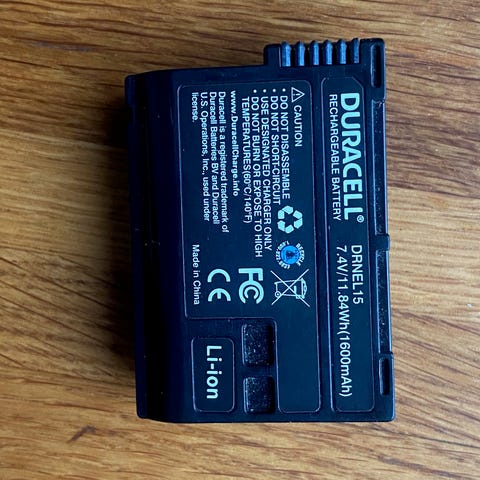 DURACELL®
RECHARGEABLE BATTERY
DRNEL15
7.4V/11.84Wh(1600mAh)
CAUTION
• DO NOT DISASSEMBLE
• DO NOT SHORT-CIRCUIT
• USE DESIGNATED CHARGER ONLY
• DO NOT BURN OR EXPOSE TO HIGH
TEMPERATURES(60°C/140°F)
www.DuracellCharge.info
Duracell is a registered trademark of
Duracell Batteries BV and Duracell
U.S. Operations, Inc., used under
license.
FC
CE
Made in China
Li-ion